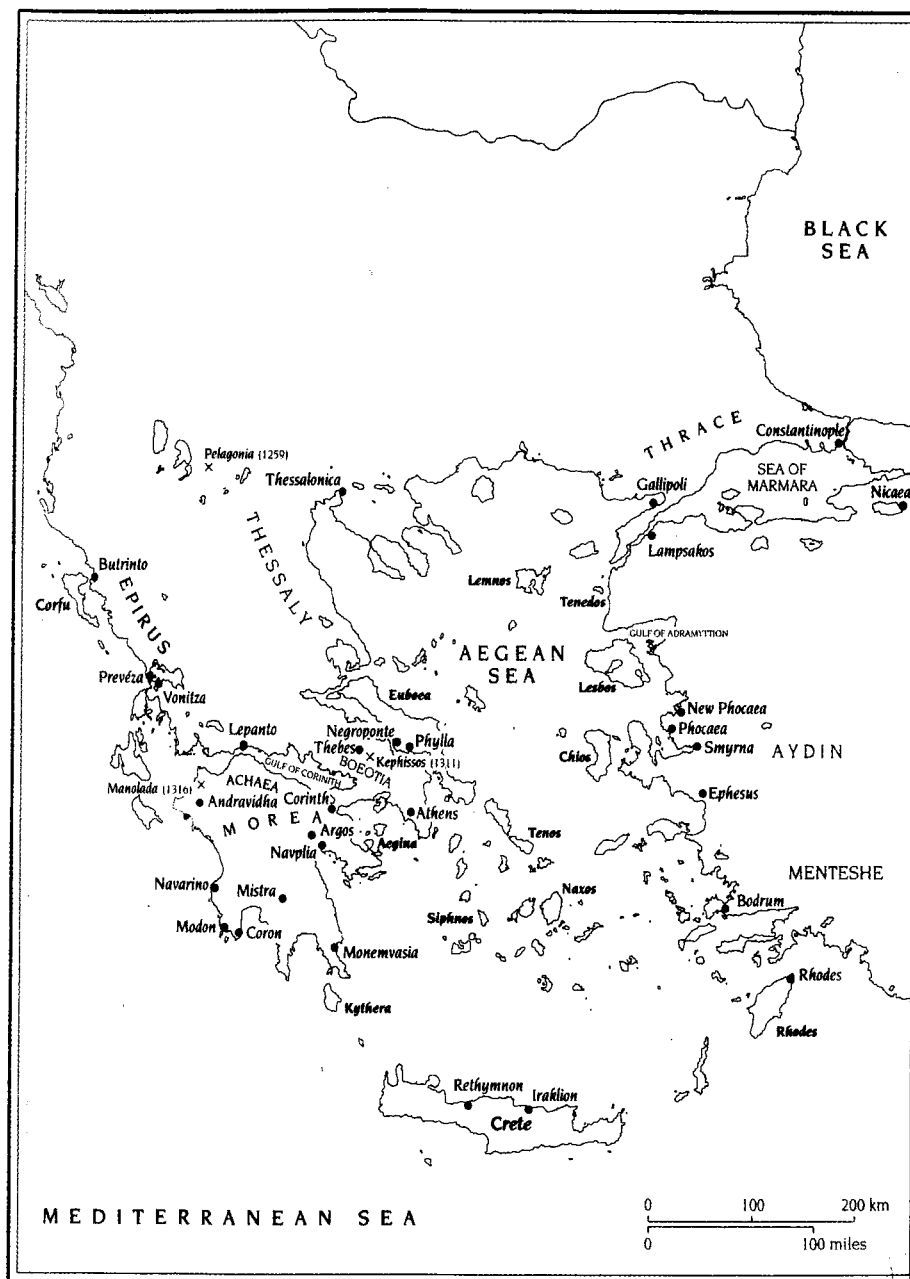 BLACK
SEA
THRACE
Constantinople
Pelagonia (1259)
Thessalonica
SEA OF
MARMARA
Gallipoli
Nicaea
Lampsakos
THESSALY
Butrinto
Corfu
EPIRUS
Lemnos
Tenedos
GULF OF ADRAMYTTION
AEGEAN
SEA
Prevéza
Vonitza
Euboea
Lesbos
New Phocaea
Phocaea
Smyrna
AYDIN
Lepanto
Negroponte
Thebes
Phylla
Kephissos (1311)
BOEOTIA
Chios
GULF OF CORINTH
ACHAEA
Manolada (1316)
Andravidha
Corinth
Athens
Ephesus
MOREA
Argos
Aegina
Navplia
Tenos
MENTESHE
Navarino
Mistra
Naxos
Siphnos
Bodrum
Modon
Coron
Monemvasia
Rhodes
Kythera
Rhodes
Rethymnon
Iraklion
Crete
MEDITERRANEAN SEA
0 100 200 km
0 100 miles